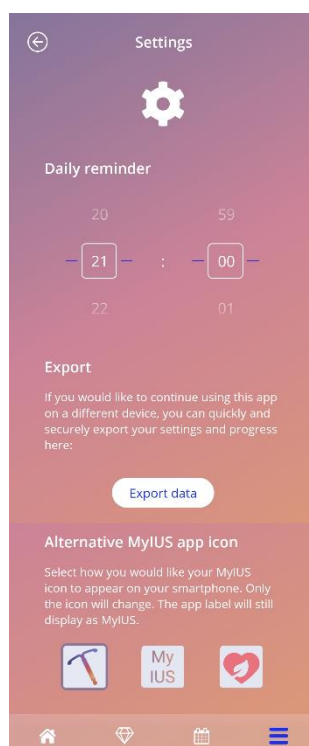 Settings
Daily reminder
20 59
21 : 00
22 01
Export
If you would like to continue using this app
on a different device, you can quickly and
securely export your settings and progress
here:
Export data
Alternative MyIUS app icon
Select how you would like your MyIUS
icon to appear on your smartphone. Only
the icon will change. The app label will still
display as MyIUS.
My
IUS